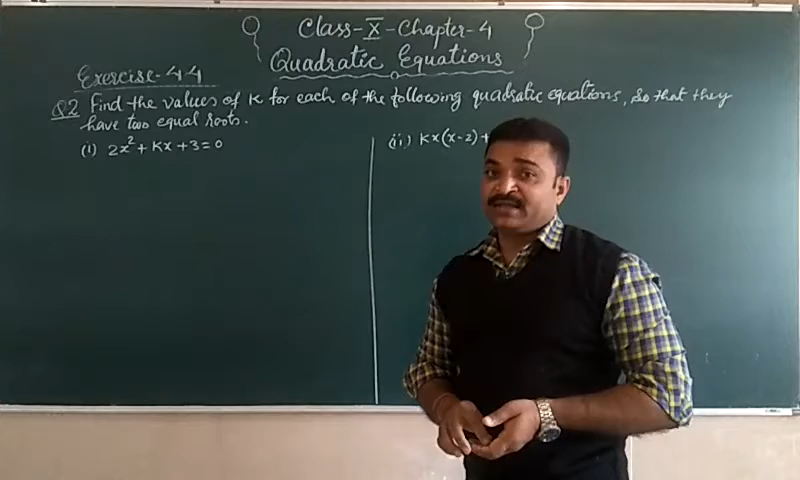 Class-X-Chapter-4
Quadratic Equations
Exercise-4.4
Q2 Find the values of K for each of the following quadratic equations, so that they
have two equal roots.
(i) 2x²+Kx+3=0
(ii) Kx(x-2)+